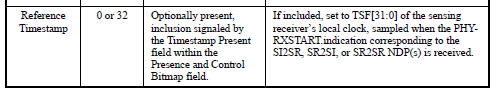 Reference
Timestamp
0 or 32
Optionally present,
inclusion signaled by
the Timestamp Present
field within the
Presence and Control
Bitmap field.
If included, set to TSF[31:0] of the sensing
receiver's local clock, sampled when the PHY-
RXSTART.indication corresponding to the
SI2SR, SR2SI, or SR2SR NDP(s) is received.